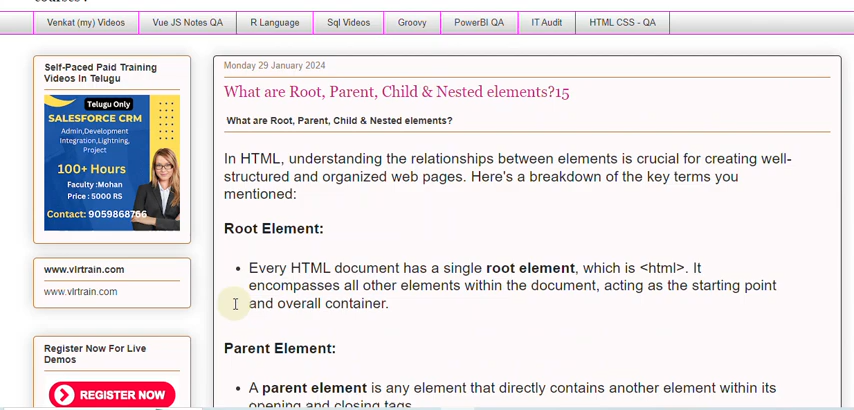 courses?
Venkat (my) Videos
Vue JS Notes QA
R Language
Sql Videos
Groovy
PowerBI QA
IT Audit
HTML CSS - QA
Self-Paced Paid Training
Videos In Telugu
Telugu Only
SALESFORCE CRM
Admin,Development
Integration,Lightning,
Project
100+ Hours
Faculty :Mohan
Price : 5000 RS
Contact: 9059868766
www.vlrtrain.com
www.vlrtrain.com
Register Now For Live
Demos
REGISTER NOW
Monday 29 January 2024
What are Root, Parent, Child & Nested elements?15
What are Root, Parent, Child & Nested elements?
In HTML, understanding the relationships between elements is crucial for creating well-
structured and organized web pages. Here's a breakdown of the key terms you
mentioned:
Root Element:
• Every HTML document has a single root element, which is <html>. It
encompasses all other elements within the document, acting as the starting point
and overall container.
Parent Element:
• A parent element is any element that directly contains another element within its
opening and closing tags.